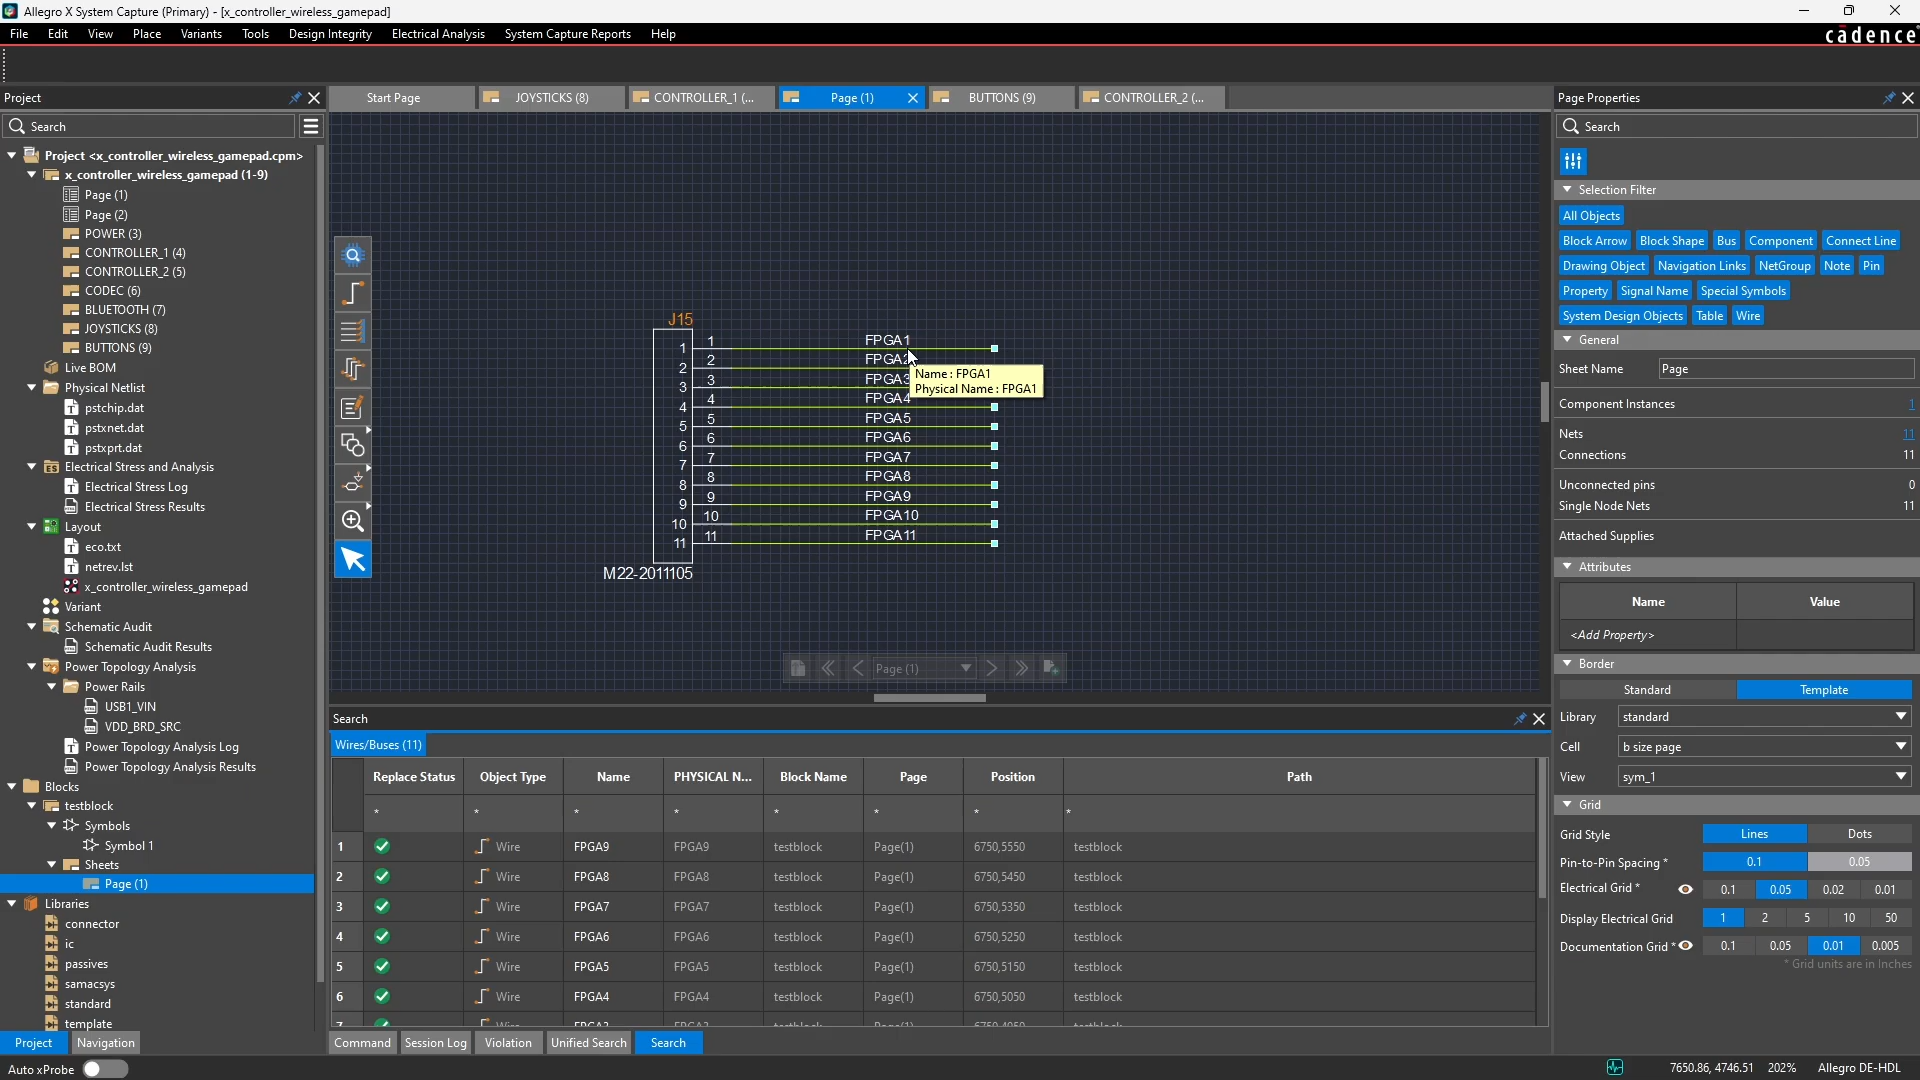 Allegro X System Capture (Primary) - [x_controller_wireless_gamepad]
File Edit View Place Variants Tools Design Integrity Electrical Analysis System Capture Reports Help
cādence
Project
Search
Project <x_controller_wireless_gamepad.cpm>
x_controller_wireless_gamepad (1-9)
Page (1)
Page (2)
POWER (3)
CONTROLLER_1 (4)
CONTROLLER_2 (5)
CODEC (6)
BLUETOOTH (7)
JOYSTICKS (8)
BUTTONS (9)
Live BOM
Physical Netlist
pstchip.dat
pstxnet.dat
pstxprt.dat
Electrical Stress and Analysis
Electrical Stress Log
Electrical Stress Results
Layout
eco.txt
netrev.lst
x_controller_wireless_gamepad
Variant
Schematic Audit
Schematic Audit Results
Power Topology Analysis
Power Rails
USB1_VIN
VDD_BRD_SRC
Power Topology Analysis Log
Power Topology Analysis Results
Blocks
testblock
Symbols
Symbol 1
Sheets
Page (1)
Libraries
connector
ic
passives
samacsys
standard
template
Project Navigation
Auto xProbe
Start Page JOYSTICKS (8) CONTROLLER_1 (... Page (1) BUTTONS (9) CONTROLLER_2 (...
J15
1 1 FPGA1
2 2 FPGA2
3 3 FPGA3
4 4 FPGA4
5 5 FPGA5
6 6 FPGA6
7 7 FPGA7
8 8 FPGA8
9 9 FPGA9
10 10 FPGA10
11 11 FPGA11
M22-2011105
Name : FPGA1
Physical Name : FPGA1
Page (1)
Search
Wires/Buses (11)
Replace Status Object Type Name PHYSICAL N... Block Name Page Position Path
* * * * * * * *
1 Wire FPGA9 FPGA9 testblock Page(1) 6750,5550 testblock
2 Wire FPGA8 FPGA8 testblock Page(1) 6750,5450 testblock
3 Wire FPGA7 FPGA7 testblock Page(1) 6750,5350 testblock
4 Wire FPGA6 FPGA6 testblock Page(1) 6750,5250 testblock
5 Wire FPGA5 FPGA5 testblock Page(1) 6750,5150 testblock
6 Wire FPGA4 FPGA4 testblock Page(1) 6750,5050 testblock
Command Session Log Violation Unified Search Search
Page Properties
Search
Selection Filter
All Objects
Block Arrow Block Shape Bus Component Connect Line
Drawing Object Navigation Links NetGroup Note Pin
Property Signal Name Special Symbols
System Design Objects Table Wire
General
Sheet Name Page
Component Instances 1
Nets 11
Connections 11
Unconnected pins 0
Single Node Nets 11
Attached Supplies
Attributes
Name Value
<Add Property>
Border
Standard Template
Library standard
Cell b size page
View sym_1
Grid
Grid Style Lines Dots
Pin-to-Pin Spacing * 0.1 0.05
Electrical Grid * 0.1 0.05 0.02 0.01
Display Electrical Grid 1 2 5 10 50
Documentation Grid * 0.1 0.05 0.01 0.005
* Grid units are in Inches
7650.86, 4746.51 202% Allegro DE-HDL